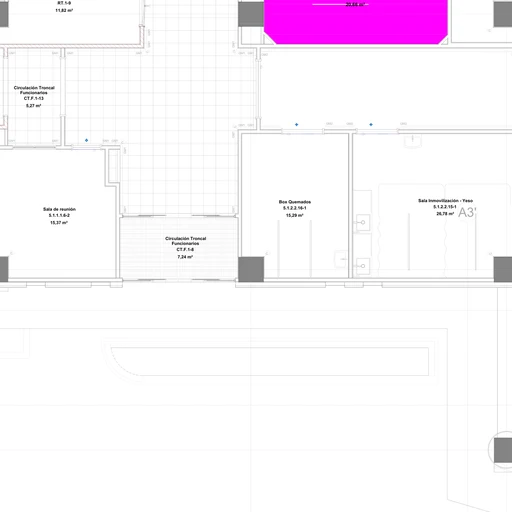 RT.1-9
11,82 m²
20,68 m²
Circulación Troncal
Funcionarios
CT.F.1-13
5,27 m²
Sala de reunión
5.1.1.1.6-2
15,37 m²
Box Quemados
5.1.2.2.16-1
15,29 m²
Sala Inmovilización - Yeso
5.1.2.2.15-1
26,78 m²
A3'
Circulación Troncal
Funcionarios
CT.F.1-8
7,24 m²